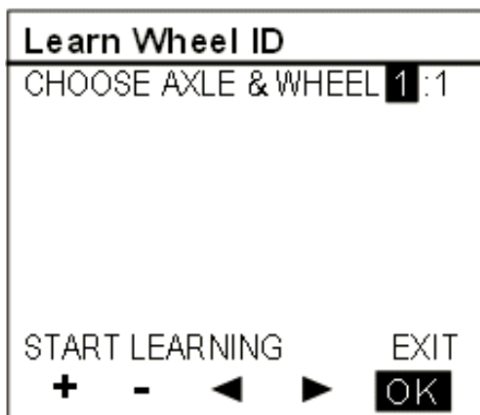 Learn Wheel ID
CHOOSE AXLE & WHEEL 1:1
START LEARNING EXIT
+ - ◄ ► OK